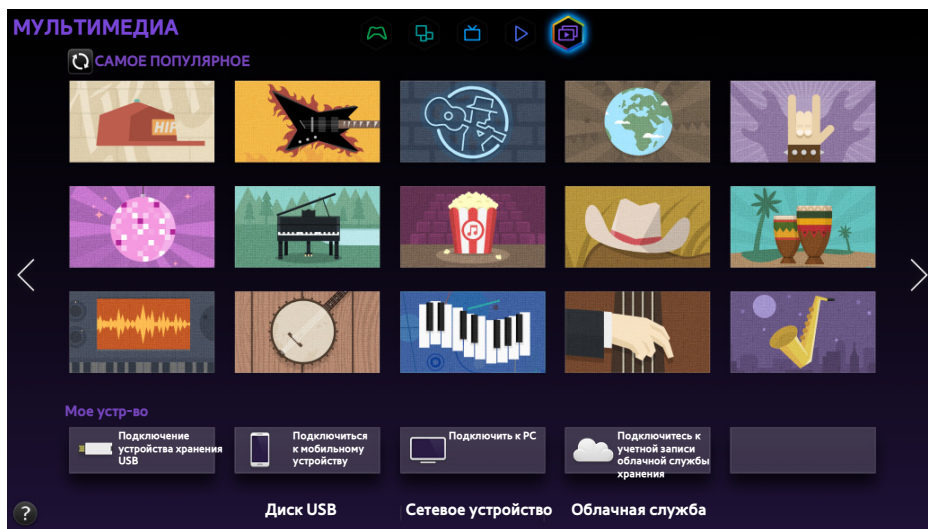 МУЛЬТИМЕДИА
САМОЕ ПОПУЛЯРНОЕ
HIP
Мое устр-во
Подключение
устройства хранения
USB
Подключиться
к мобильному
устройству
Подключить к PC
Подключитесь к
учетной записи
облачной службы
хранения
?
Диск USB
Сетевое устройство
Облачная служба